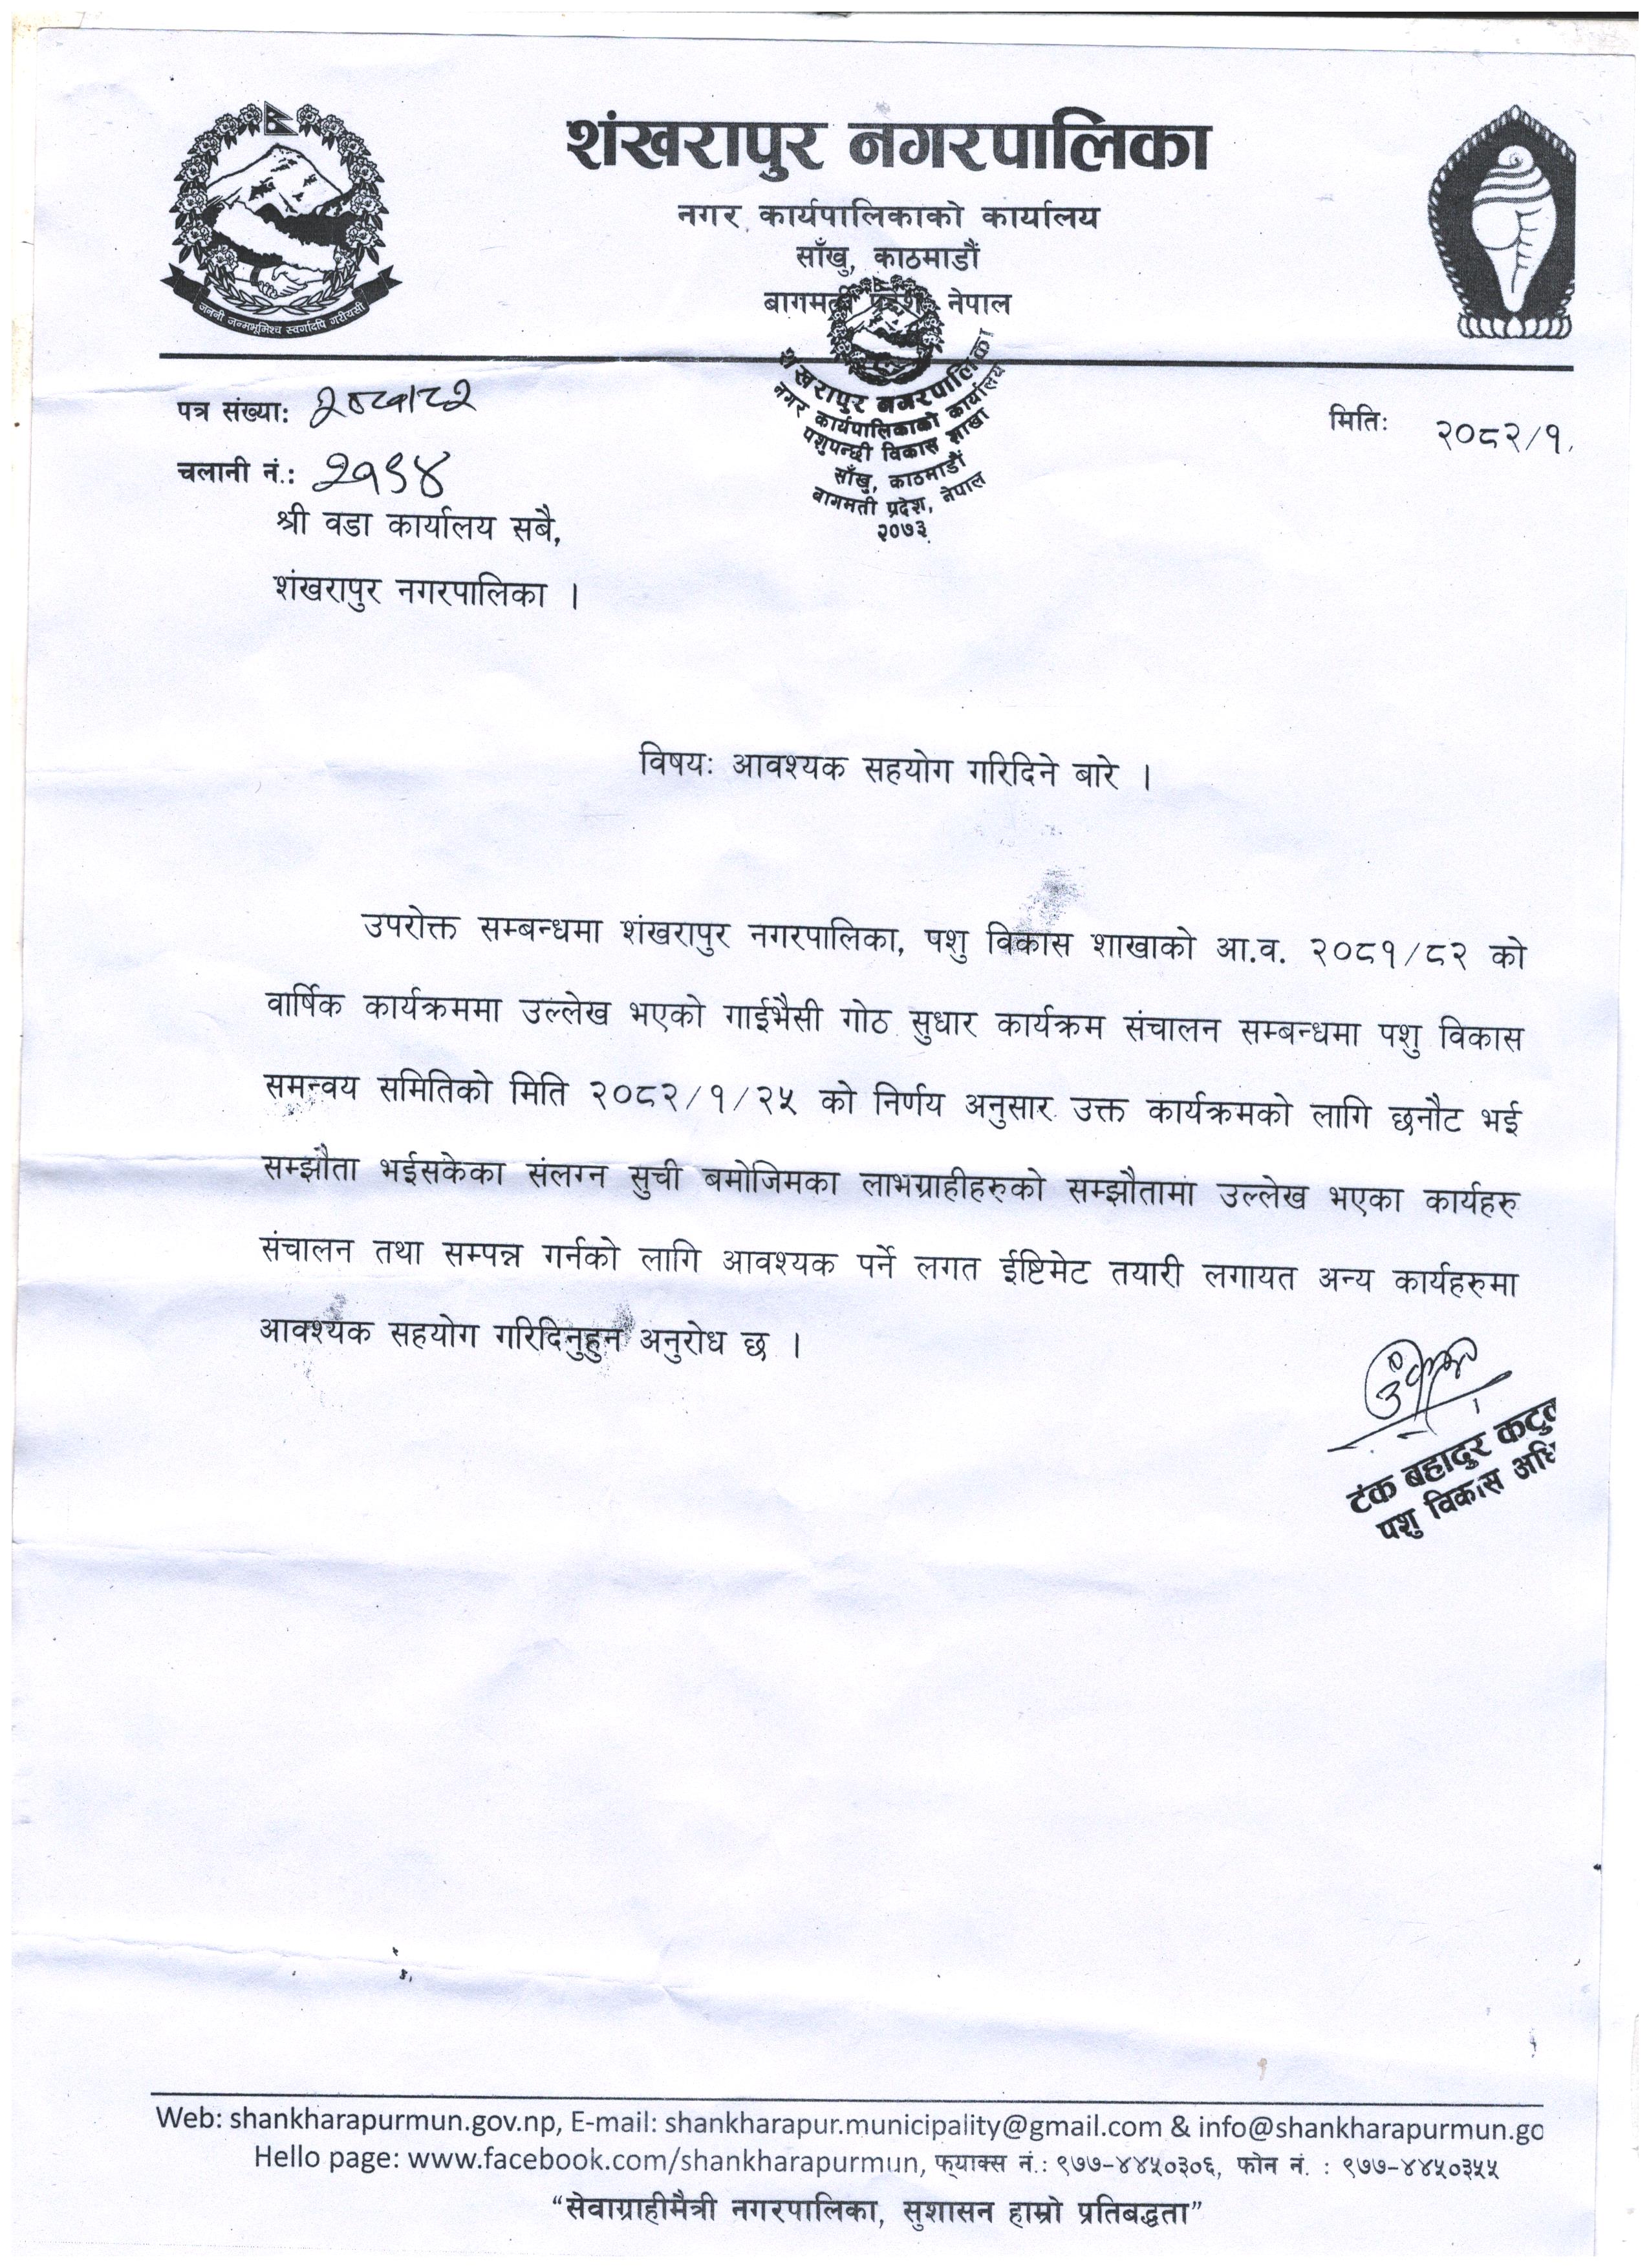 शंखरापुर नगरपालिका
नगर कार्यपालिकाको कार्यालय
साँखु, काठमाडौं
बागमती प्रदेश, नेपाल
जननी जन्मभूमिश्च स्वर्गादपि गरीयसी
शंखरापुर नगरपालिका
नगर कार्यपालिकाको कार्यालय
पशुपन्छी विकास शाखा
साँखु, काठमाडौं
बागमती प्रदेश, नेपाल
२०७३
पत्र संख्या: २०८१/८२
मिति: २०८२/१.
चलानी नं.: २१९४
श्री वडा कार्यालय सबै,
शंखरापुर नगरपालिका ।
विषय: आवश्यक सहयोग गरिदिने बारे ।
उपरोक्त सम्बन्धमा शंखरापुर नगरपालिका, पशु विकास शाखाको आ.व. २०८१/८२ को
वार्षिक कार्यक्रममा उल्लेख भएको गाईभैसी गोठ सुधार कार्यक्रम संचालन सम्बन्धमा पशु विकास
समन्वय समितिको मिति २०८२/१/२५ को निर्णय अनुसार उक्त कार्यक्रमको लागि छनौट भई
सम्झौता भईसकेका संलग्न सुची बमोजिमका लाभग्राहीहरुको सम्झौतामा उल्लेख भएका कार्यहरु
संचालन तथा सम्पन्न गर्नको लागि आवश्यक पर्ने लगत ईष्टिमेट तयारी लगायत अन्य कार्यहरुमा
आवश्यक सहयोग गरिदिनुहुन अनुरोध छ ।
टंक बहादुर
पशु विकास
Web: shankharapurmun.gov.np, E-mail: shankharapur.municipality@gmail.com & info@shankharapurmun.go
Hello page: www.facebook.com/shankharapurmun, फ्याक्स नं.: ९७७-४४५०३०६, फोन नं. : ९७७-४४५०३५५
“सेवाग्राहीमैत्री नगरपालिका, सुशासन हाम्रो प्रतिबद्धता”